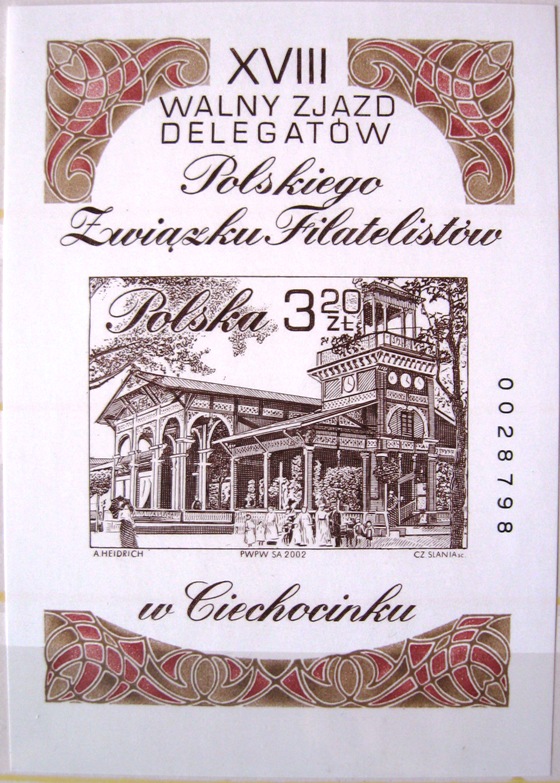 XVIII
WALNY ZJAZD
DELEGATÓW
Polskiego
Związku Filatelistów
Polska 3 20 ZŁ
0028798
A.HEIDRICH PWPW SA 2002 CZ SLANIA sc.
w Ciechocinku